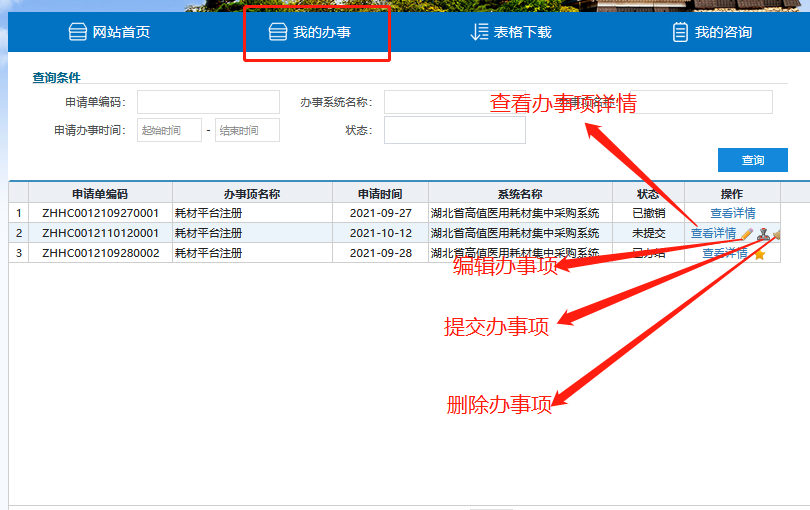 网站首页 我的办事 表格下载 我的咨询
查询条件
申请单编码： 办事系统名称：
查看办事项详情
申请办事时间： 起始时间 - 结束时间 状态：
查询
申请单编码 办事项名称 申请时间 系统名称 状态 操作
1 ZHHC0012109270001 耗材平台注册 2021-09-27 湖北省高值医用耗材集中采购系统 已撤销 查看详情
2 ZHHC0012110120001 耗材平台注册 2021-10-12 湖北省高值医用耗材集中采购系统 未提交 查看详情
3 ZHHC0012109280002 耗材平台注册 2021-09-28 湖北省高值医用耗材集中采购系统 已办结 查看详情
编辑办事项
提交办事项
删除办事项